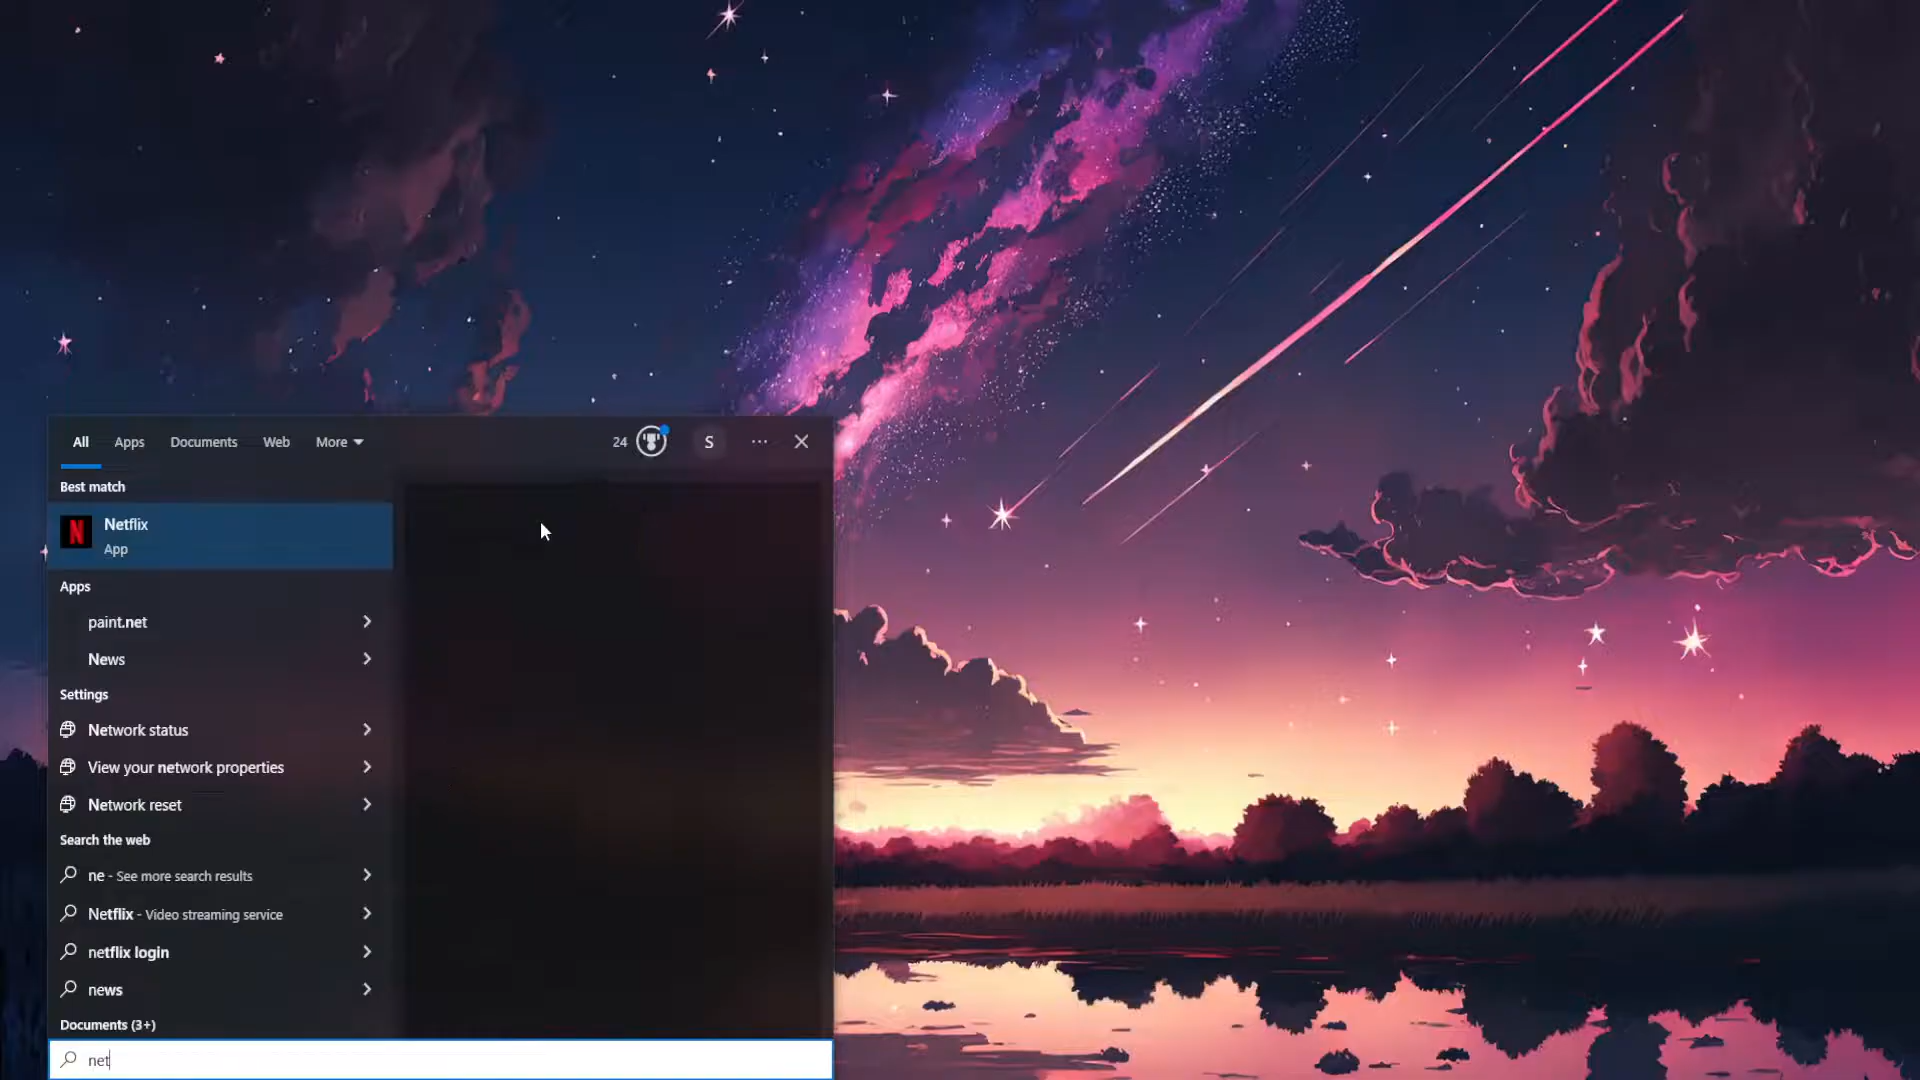 All Apps Documents Web More 24 S
Best match
Netflix
App
Apps
paint.net
News
Settings
Network status
View your network properties
Network reset
Search the web
ne - See more search results
Netflix - Video streaming service
netflix login
news
Documents (3+)
net